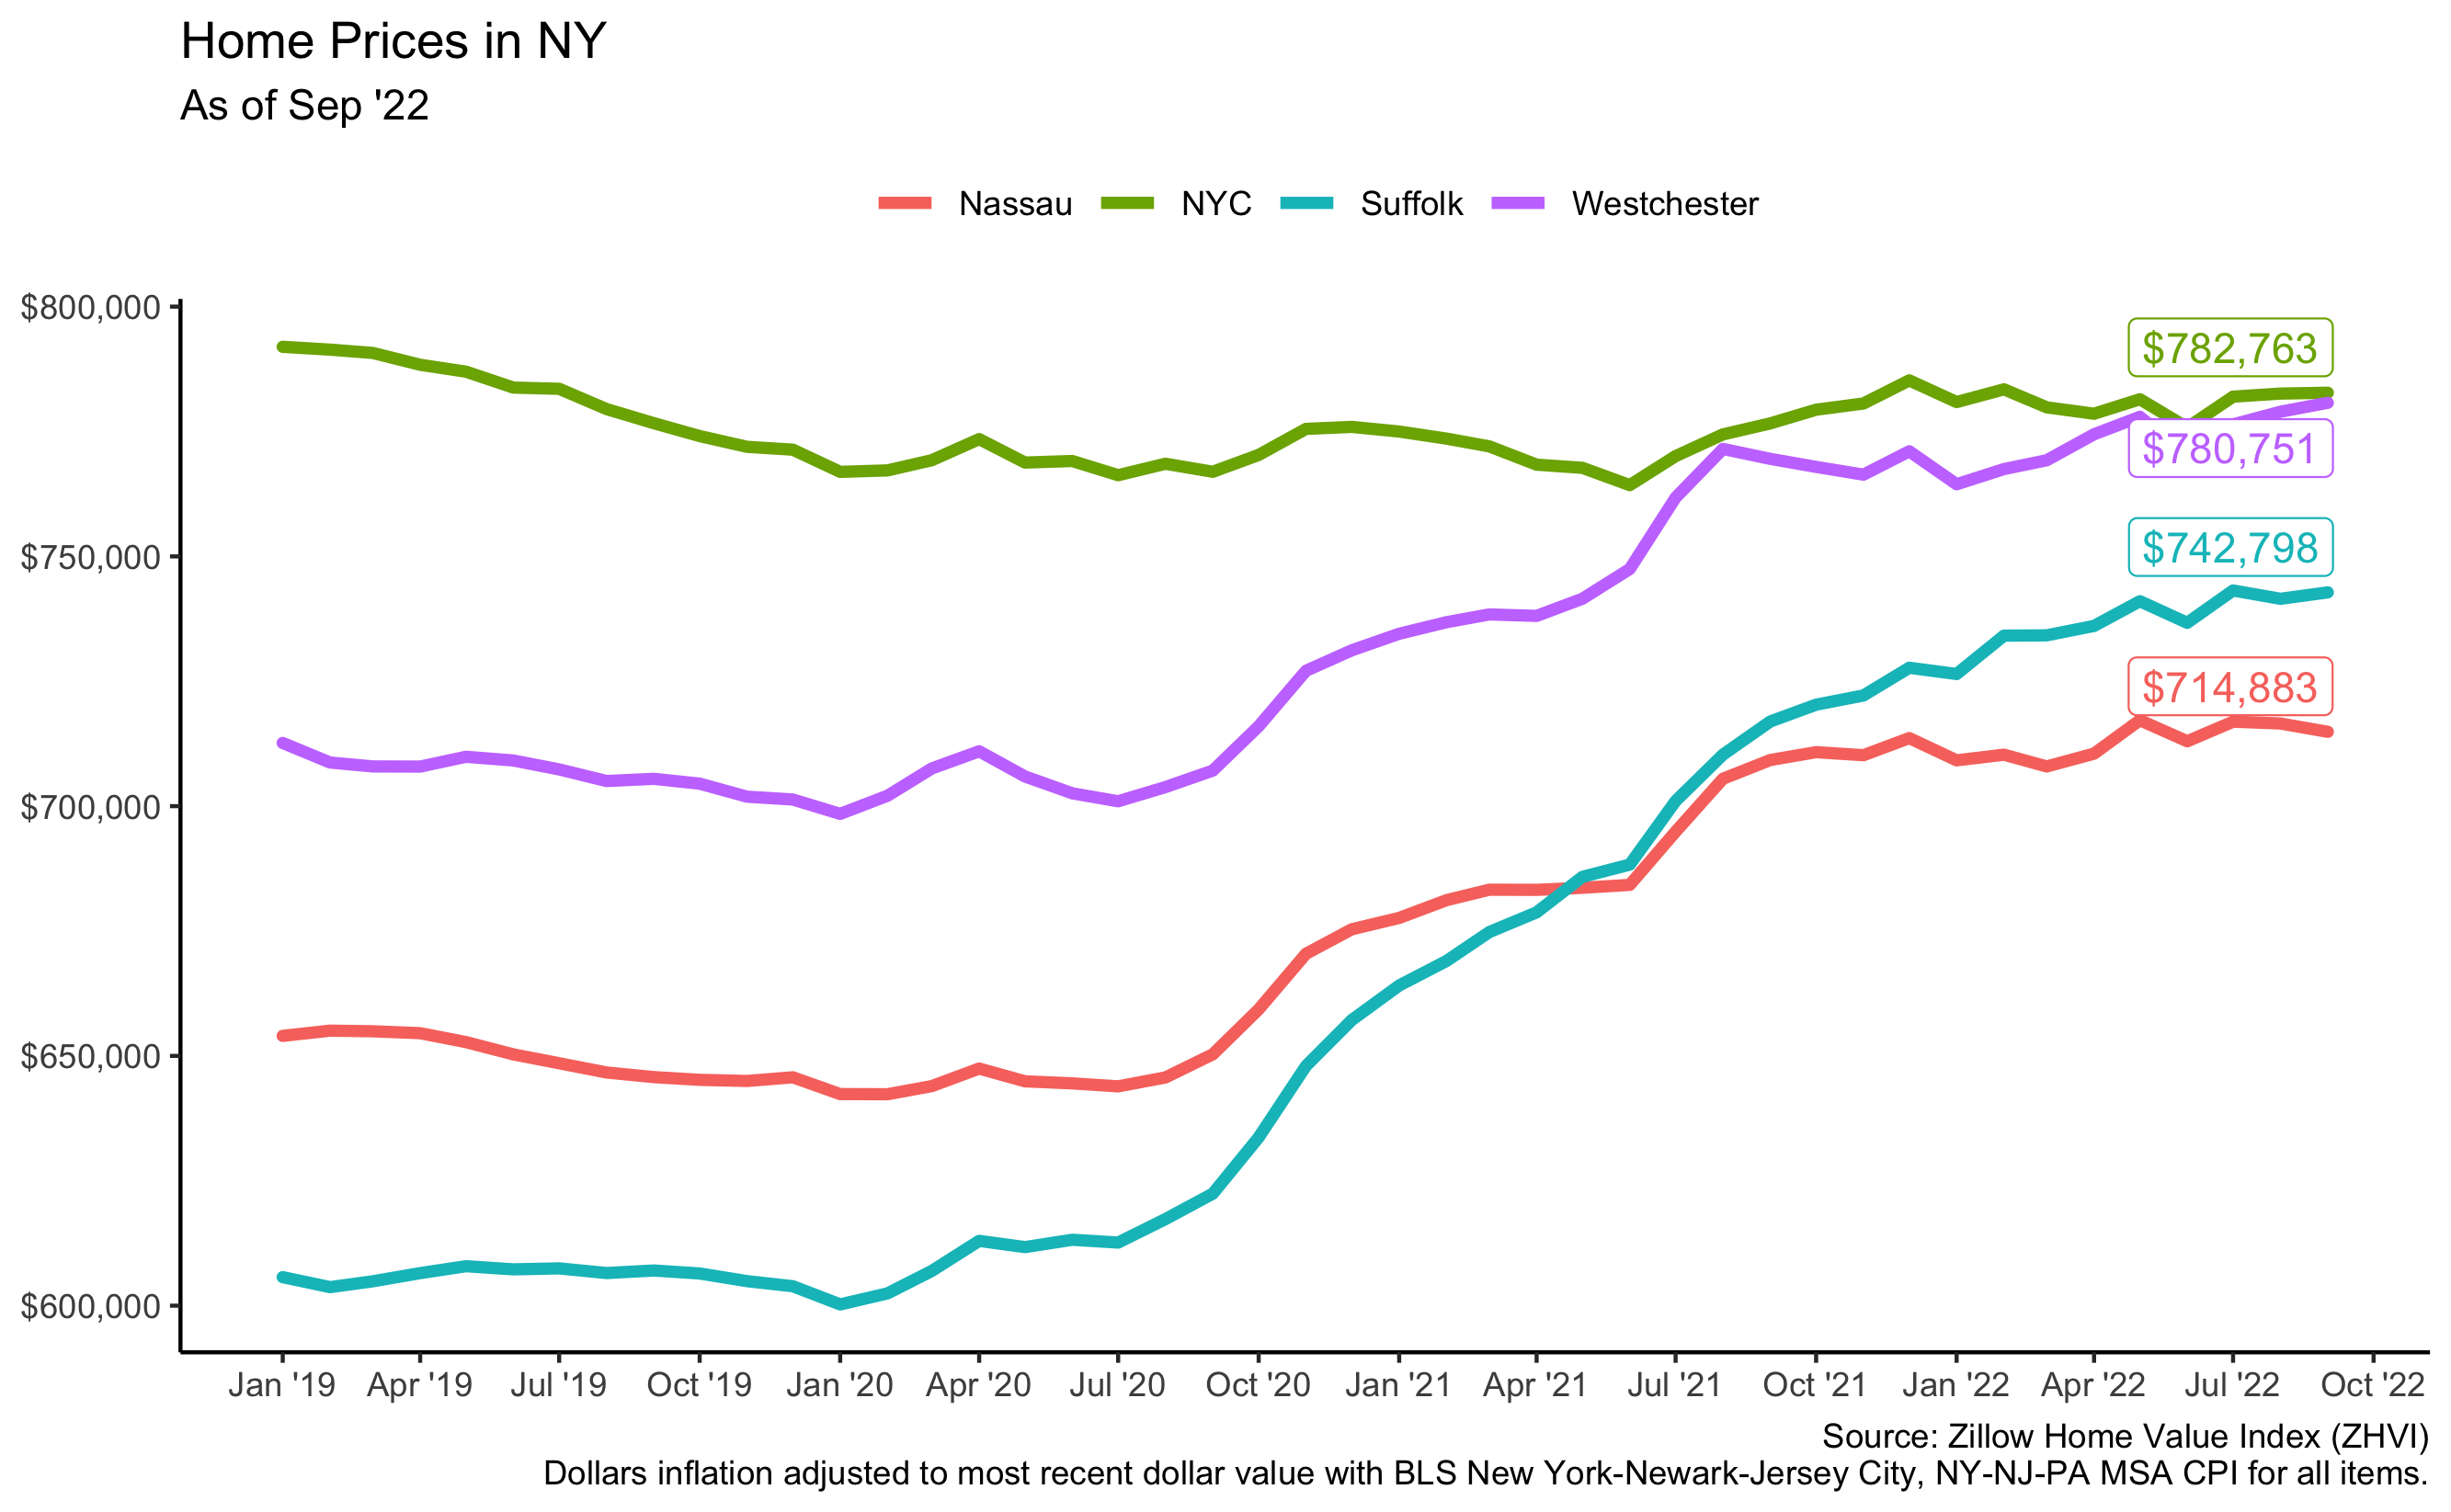 Home Prices in NY
As of Sep '22
Nassau NYC Suffolk Westchester
$800,000
$782,763
$780,751
$750,000
$742,798
$714,883
$700,000
$650,000
$600,000
Jan '19 Apr '19 Jul '19 Oct '19 Jan '20 Apr '20 Jul '20 Oct '20 Jan '21 Apr '21 Jul '21 Oct '21 Jan '22 Apr '22 Jul '22 Oct '22
Source: Zillow Home Value Index (ZHVI)
Dollars inflation adjusted to most recent dollar value with BLS New York-Newark-Jersey City, NY-NJ-PA MSA CPI for all items.